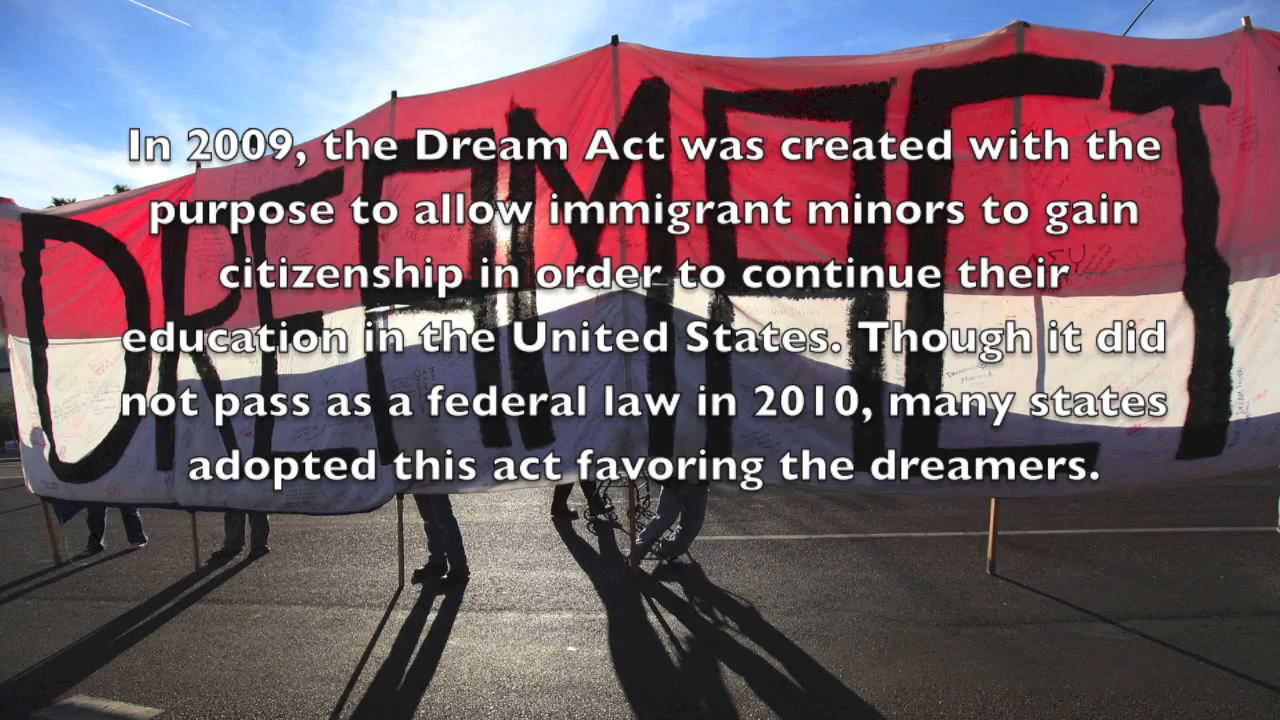 In 2009, the Dream Act was created with the
purpose to allow immigrant minors to gain
citizenship in order to continue their
education in the United States. Though it did
not pass as a federal law in 2010, many states
adopted this act favoring the dreamers.
DREAM ACT